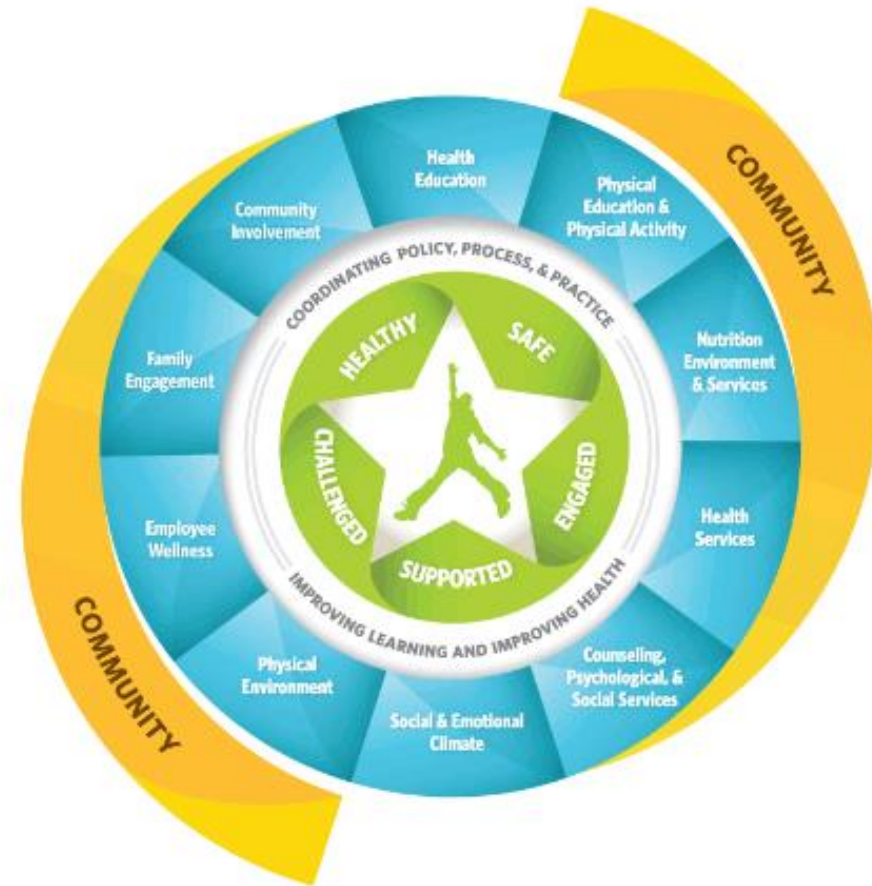 COMMUNITY
Health
Education
Physical
Education &
Physical Activity
Nutrition
Environment
& Services
Health
Services
Counseling,
Psychological, &
Social Services
Social & Emotional
Climate
Physical
Environment
Employee
Wellness
Family
Engagement
Community
Involvement
COORDINATING POLICY, PROCESS, & PRACTICE
IMPROVING LEARNING AND IMPROVING HEALTH
HEALTHY
SAFE
ENGAGED
SUPPORTED
CHALLENGED
COMMUNITY